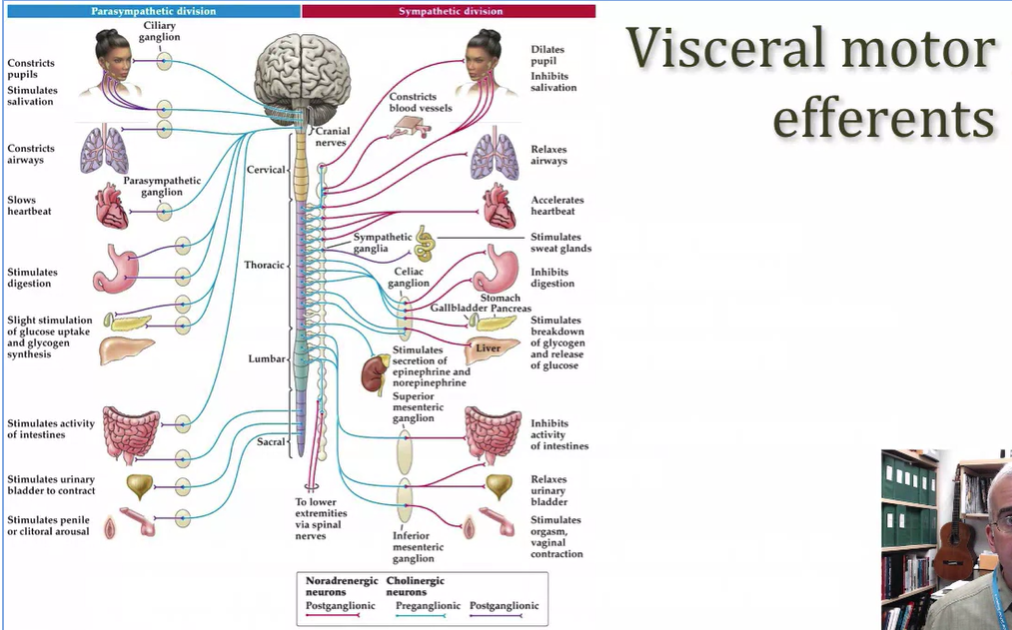 Parasympathetic division
Sympathetic division
Visceral motor
efferents
Ciliary
ganglion
Constricts
pupils
Stimulates
salivation
Constricts
airways
Parasympathetic
ganglion
Slows
heartbeat
Stimulates
digestion
Slight stimulation
of glucose uptake
and glycogen
synthesis
Stimulates activity
of intestines
Stimulates urinary
bladder to contract
Stimulates penile
or clitoral arousal
Cranial
nerves
Cervical
Thoracic
Lumbar
Sacral
Constricts
blood vessels
Sympathetic
ganglia
Celiac
ganglion
Stomach
Gallbladder Pancreas
Liver
Stimulates
secretion of
epinephrine and
norepinephrine
Superior
mesenteric
ganglion
To lower
extremities
via spinal
nerves
Inferior
mesenteric
ganglion
Dilates
pupil
Inhibits
salivation
Relaxes
airways
Accelerates
heartbeat
Stimulates
sweat glands
Inhibits
digestion
Stimulates
breakdown
of glycogen
and release
of glucose
Inhibits
activity
of intestines
Relaxes
urinary
bladder
Stimulates
orgasm,
vaginal
contraction
Noradrenergic Cholinergic
neurons neurons
Postganglionic Preganglionic Postganglionic